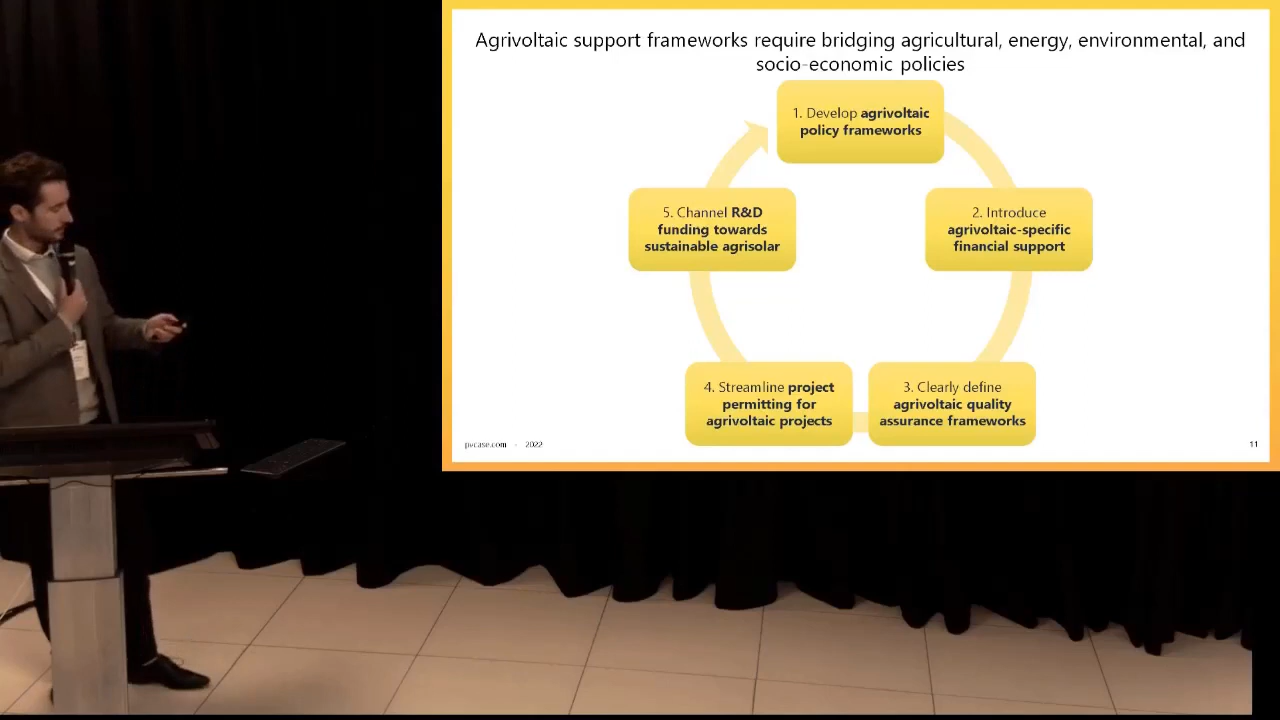 Agrivoltaic support frameworks require bridging agricultural, energy, environmental, and
socio-economic policies
1. Develop agrivoltaic
policy frameworks
2. Introduce
agrivoltaic-specific
financial support
3. Clearly define
agrivoltaic quality
assurance frameworks
4. Streamline project
permitting for
agrivoltaic projects
5. Channel R&D
funding towards
sustainable agrisolar
pvcase.com · 2022
11